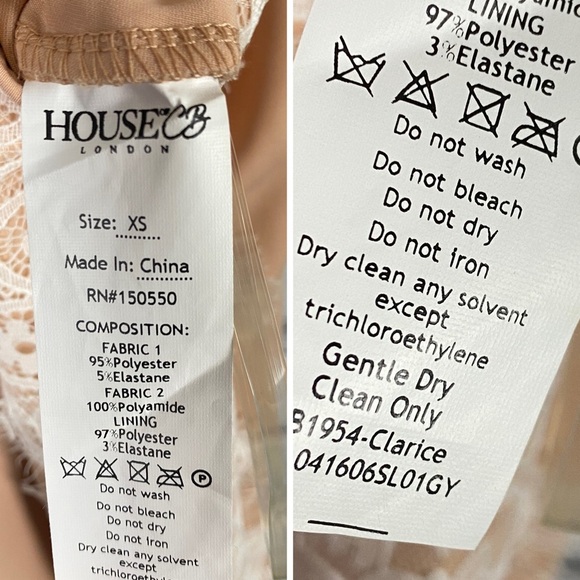 HOUSE OF CB
LONDON
Size: XS
Made In: China
RN#150550
COMPOSITION:
FABRIC 1
95%Polyester
5%Elastane
FABRIC 2
100%Polyamide
LINING
97%Polyester
3%Elastane
P
Do not wash
Do not bleach
Do not dry
Do not iron
Dry clean any solvent
except
LINING
97%Polyester
3%Elastane
Do not wash
Do not bleach
Do not dry
Do not iron
Dry clean any solvent
except
trichloroethylene
Gentle Dry
Clean Only
B1954-Clarice
041606SL01GY